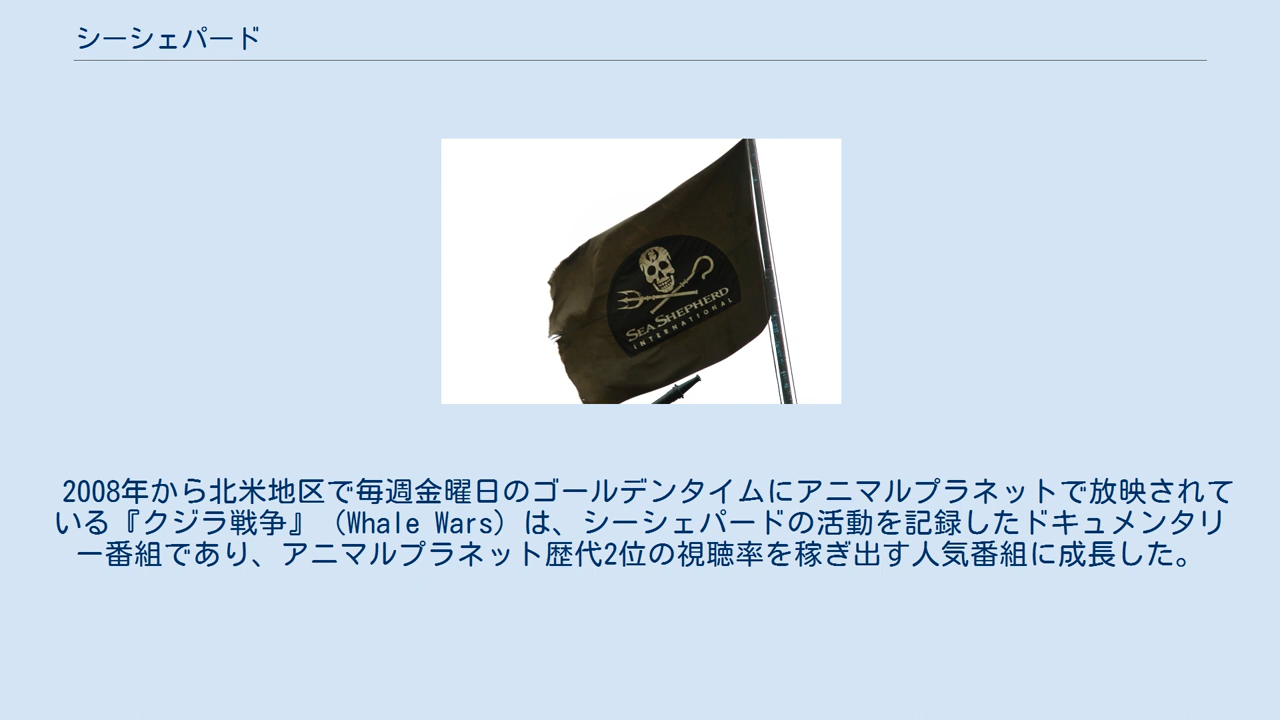 シーシェパード
SEA SHEPHERD
INTERNATIONAL
2008年から北米地区で毎週金曜日のゴールデンタイムにアニマルプラネットで放映されて
いる『クジラ戦争』（Whale Wars）は、シーシェパードの活動を記録したドキュメンタリ
ー番組であり、アニマルプラネット歴代2位の視聴率を稼ぎ出す人気番組に成長した。